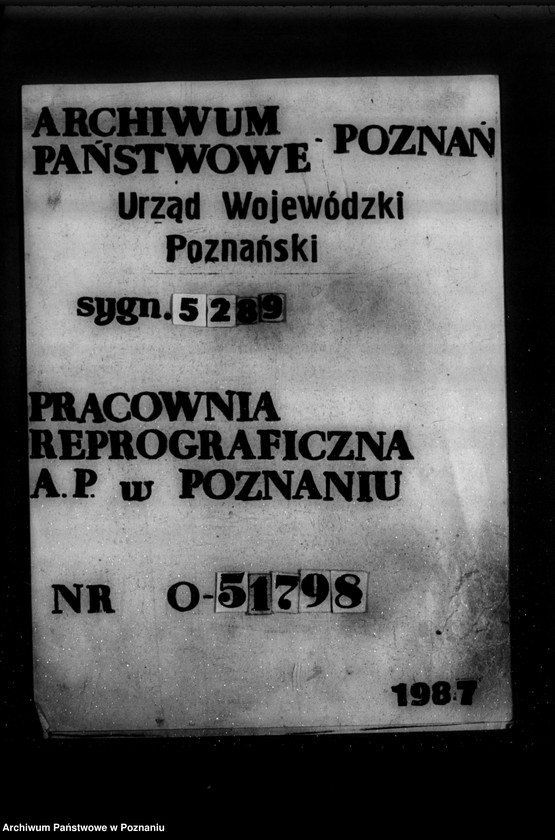 ARCHIWUM
PAŃSTWOWE - POZNAŃ
Urząd Wojewódzki
Poznański
sygn. 5289
PRACOWNIA
REPROGRAFICZNA
A.P. w POZNANIU
NR O-51798
1987
Archiwum Państwowe w Poznaniu